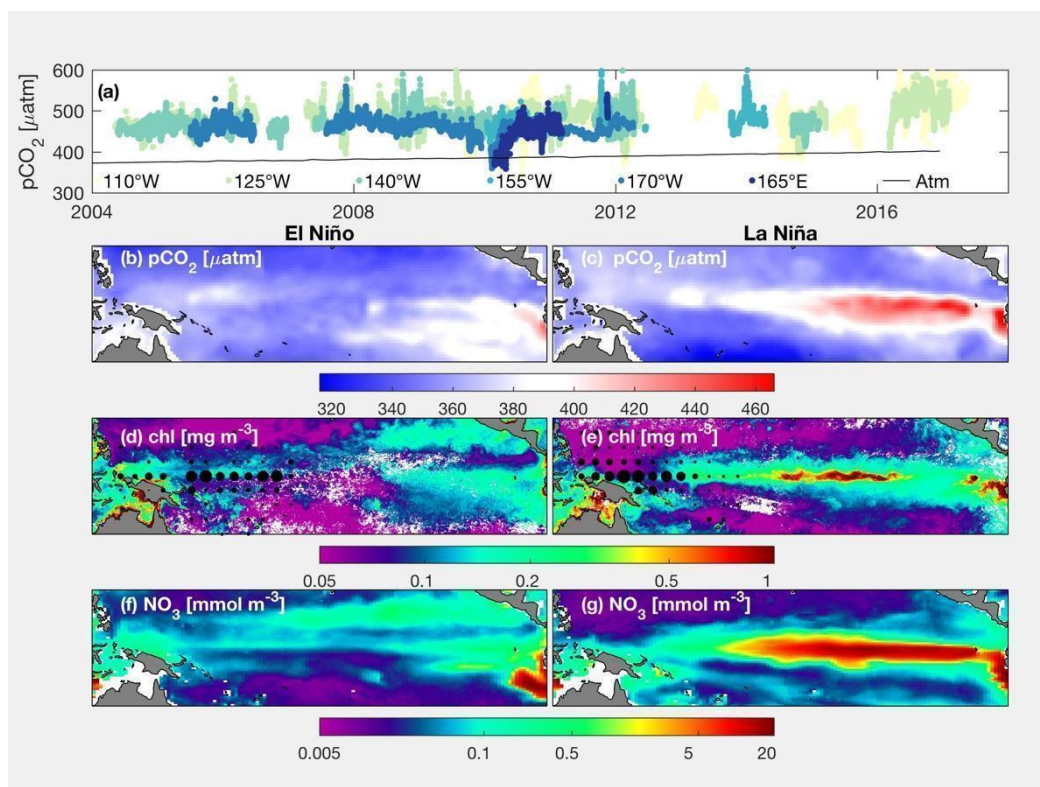 600
(a)
500
400
300
pCO₂ [μatm]
110°W 125°W 140°W 155°W 170°W 165°E Atm
2004 2008 2012 2016
El Niño La Niña
(b) pCO₂ [μatm] (c) pCO₂ [μatm]
320 340 360 380 400 420 440 460
(d) chl [mg m⁻³] (e) chl [mg m⁻³]
0.05 0.1 0.2 0.5 1
(f) NO₃ [mmol m⁻³] (g) NO₃ [mmol m⁻³]
0.005 0.1 0.5 5 20